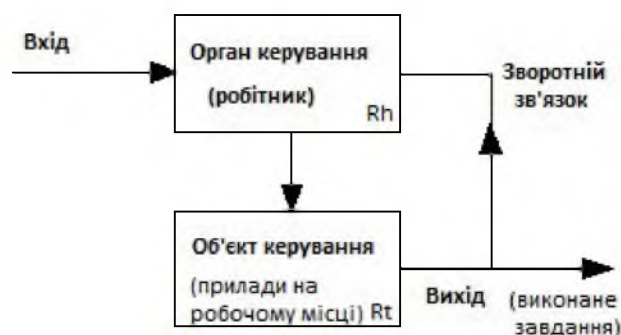 Вхід
Орган керування
(робітник)
Rh
Зворотній
зв'язок
Об'єкт керування
(прилади на
робочому місці) Rt
Вихід (виконане
завдання)